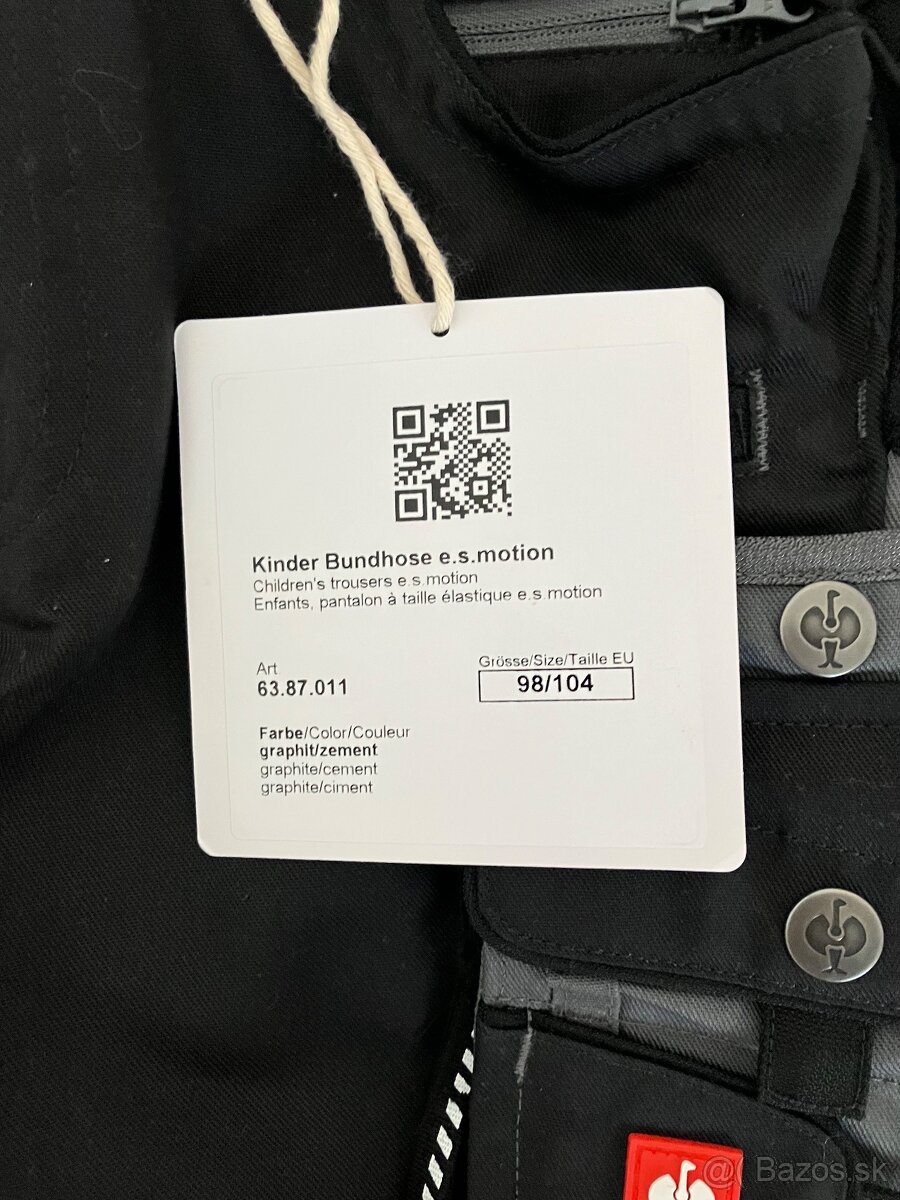 Kinder Bundhose e.s.motion
Children's trousers e.s.motion
Enfants, pantalon à taille élastique e.s.motion
Art
63.87.011
Grösse/Size/Taille EU
98/104
Farbe/Color/Couleur
graphit/zement
graphite/cement
graphite/ciment
Bazos.sk